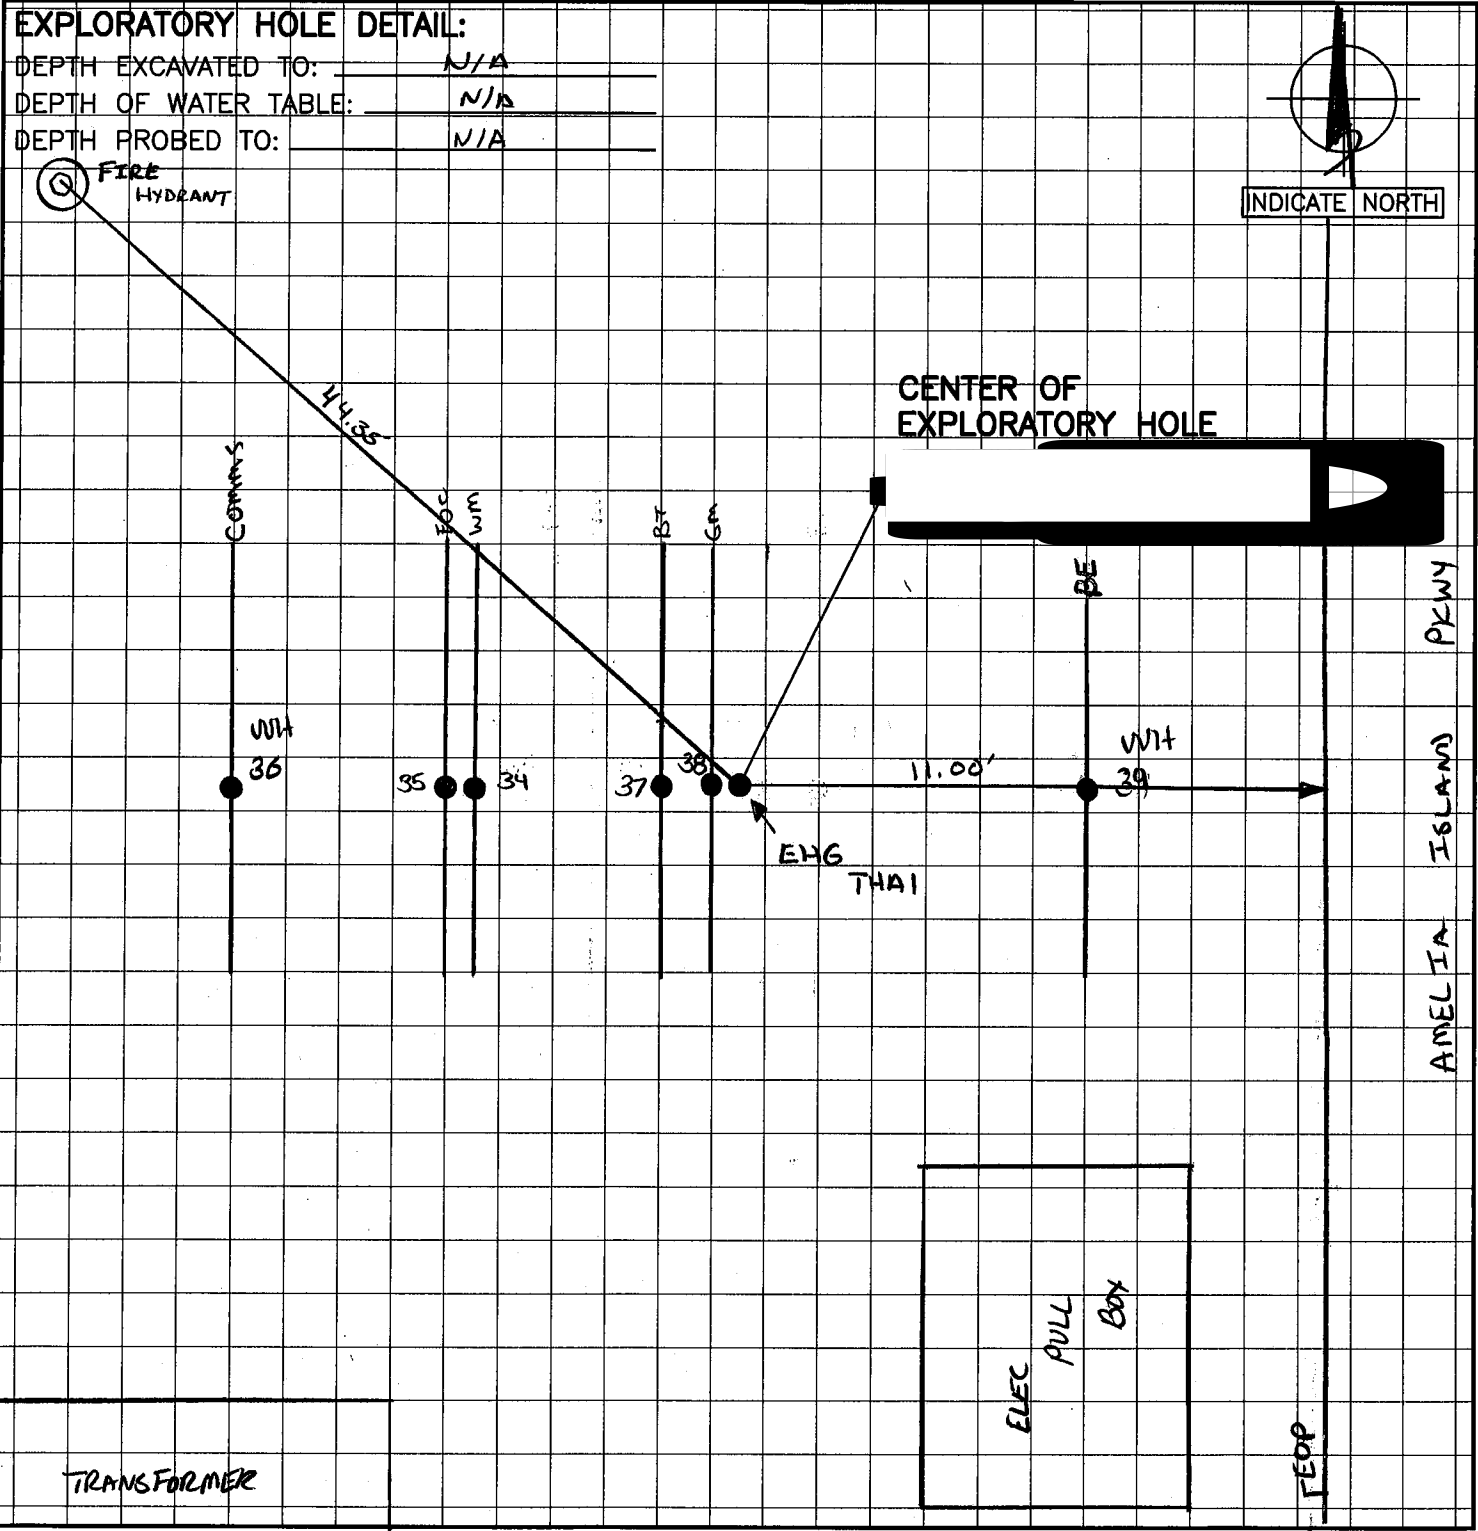 EXPLORATORY HOLE DETAIL:
DEPTH EXCAVATED TO: N/A
DEPTH OF WATER TABLE: N/A
DEPTH PROBED TO: N/A
FIRE
HYDRANT
INDICATE NORTH
44.35'
CENTER OF
EXPLORATORY HOLE
COMMS
FOC
EW
BT
GM
BE
PKWY
ISLAND
AMELIA
WH
36
35
34
37
38
11.00'
WH
39
EHG
THAI
ELEC
PULL
BOX
TRANSFORMER
EOP